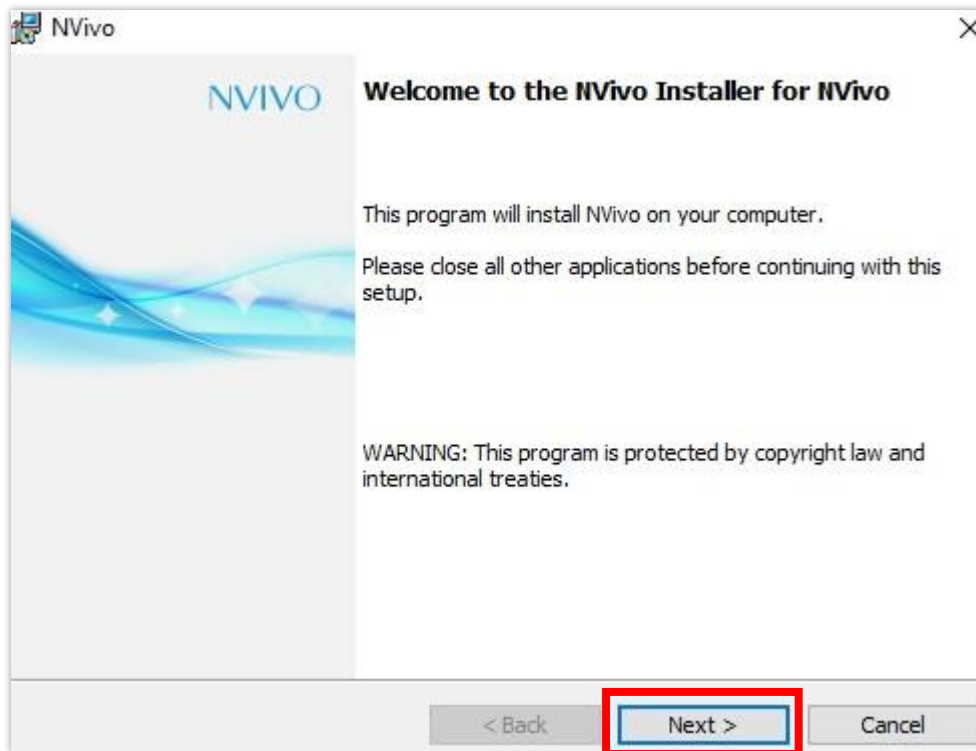 NVivo
NVIVO
Welcome to the NVivo Installer for NVivo
This program will install NVivo on your computer.
Please close all other applications before continuing with this
setup.
WARNING: This program is protected by copyright law and
international treaties.
< Back
Next >
Cancel